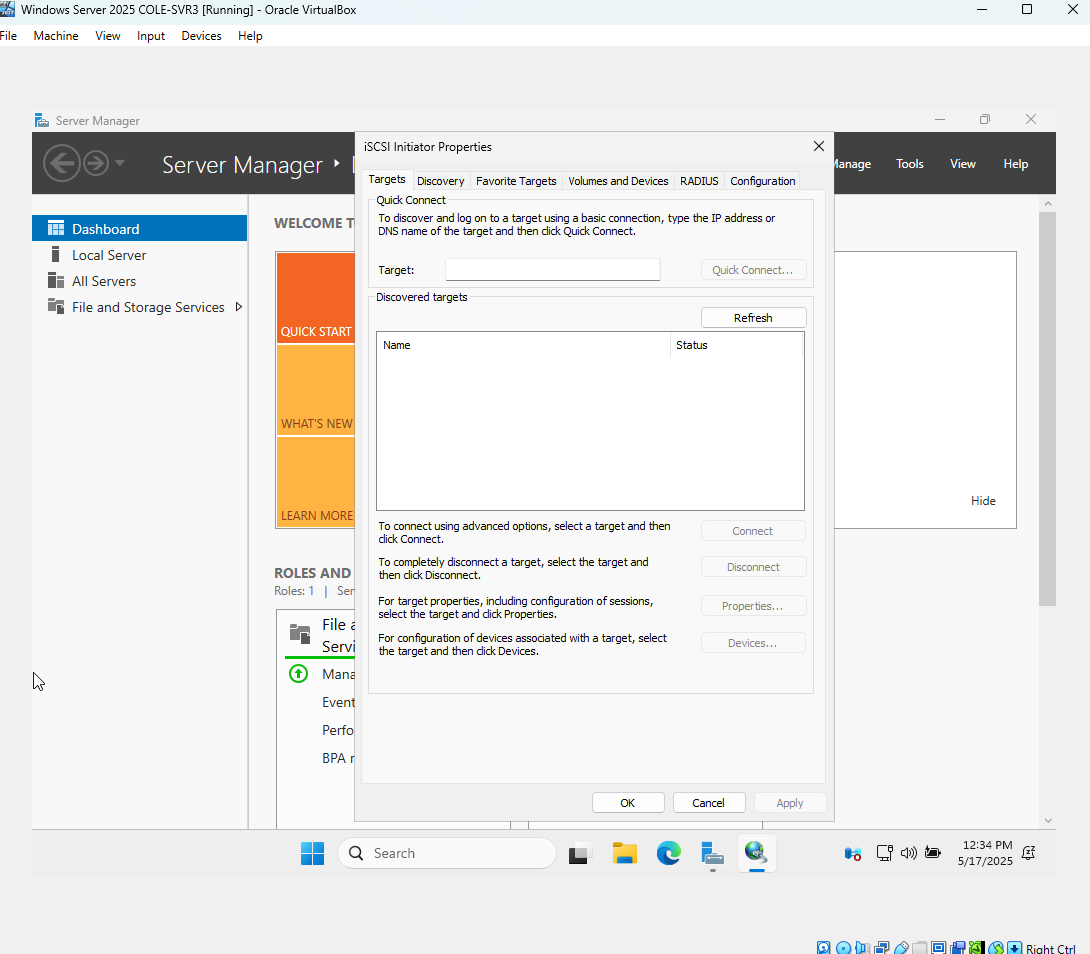 Windows Server 2025 COLE-SVR3 [Running] - Oracle VirtualBox
File Machine View Input Devices Help
Server Manager
Server Manager
Manage Tools View Help
iSCSI Initiator Properties
Targets Discovery Favorite Targets Volumes and Devices RADIUS Configuration
Quick Connect
To discover and log on to a target using a basic connection, type the IP address or
DNS name of the target and then click Quick Connect.
Target: Quick Connect...
Discovered targets
Refresh
Name Status
To connect using advanced options, select a target and then
click Connect.
Connect
To completely disconnect a target, select the target and
then click Disconnect.
Disconnect
For target properties, including configuration of sessions,
select the target and click Properties.
Properties...
For configuration of devices associated with a target, select
the target and then click Devices.
Devices...
OK Cancel Apply
Dashboard
Local Server
All Servers
File and Storage Services
WELCOME T
QUICK START
WHAT'S NEW
LEARN MORE
Hide
ROLES AND
Roles: 1 | Ser
File a
Servi
Mana
Event
Perfo
BPA r
Search
12:34 PM
5/17/2025
Right Ctrl